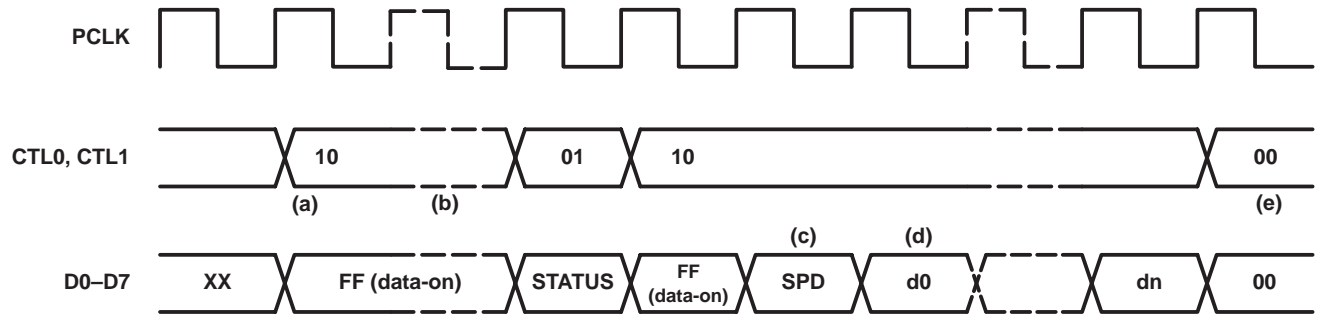 PCLK
CTL0, CTL1
10
01
10
00
(a)
(b)
(e)
(c)
(d)
D0–D7
XX
FF (data-on)
STATUS
FF
(data-on)
SPD
d0
dn
00